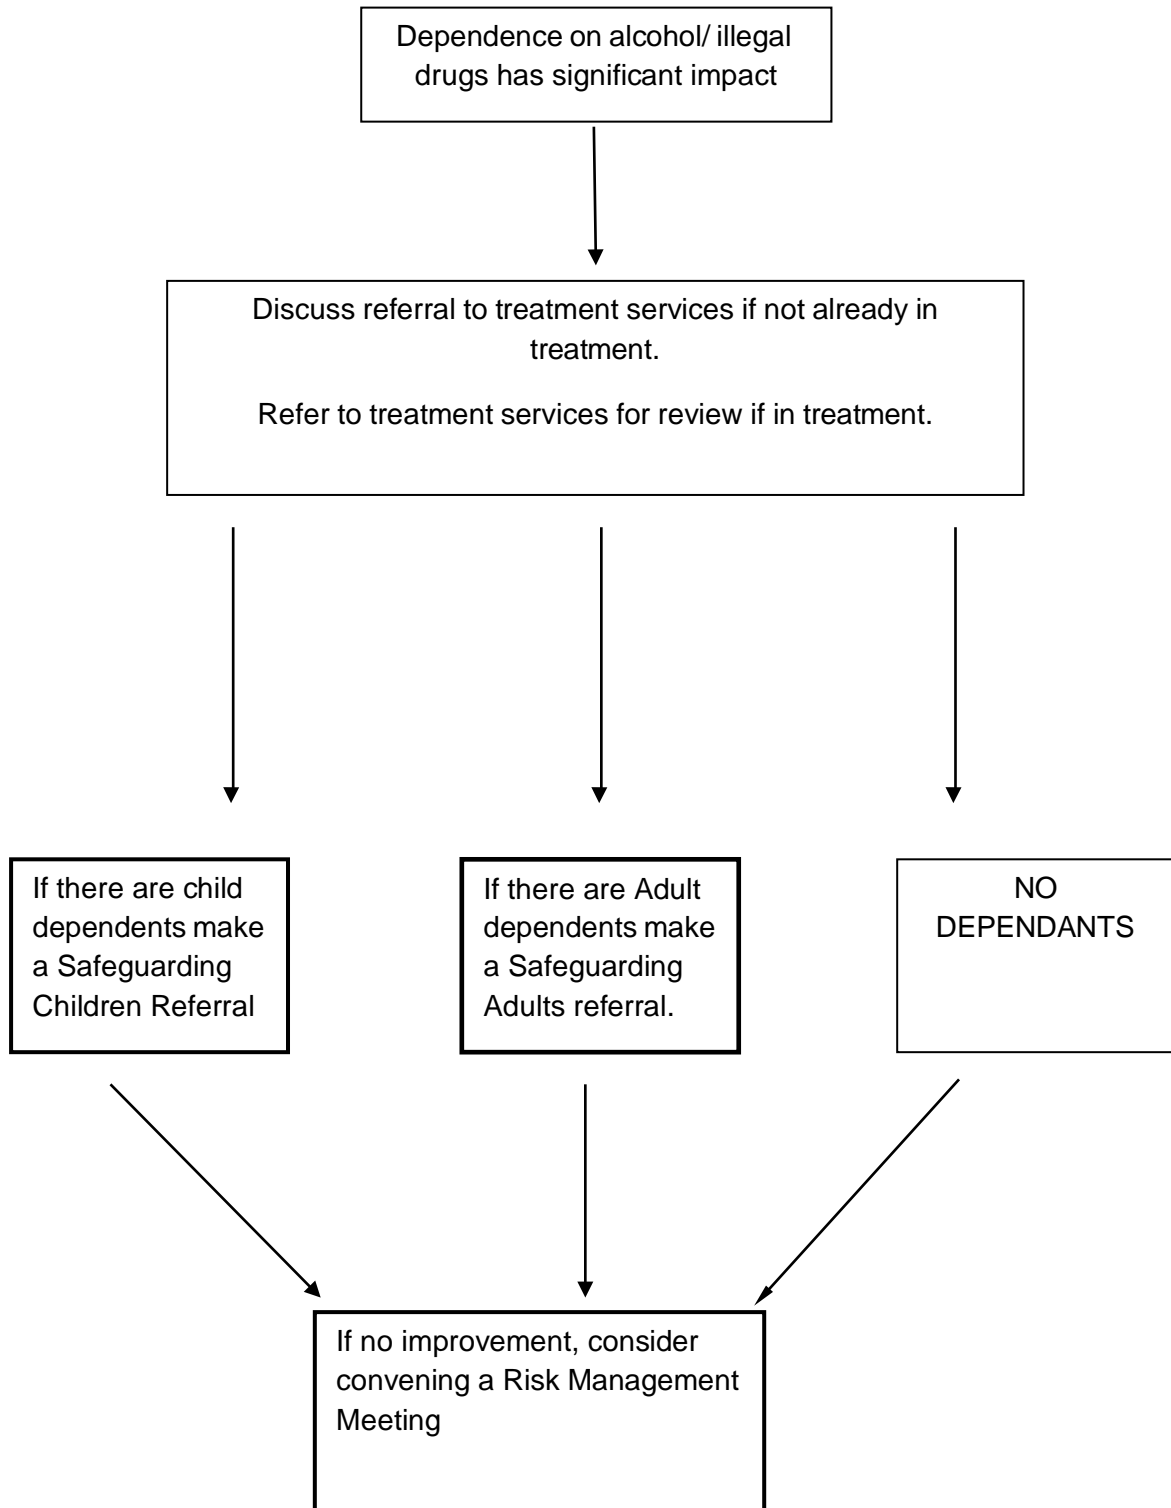 Dependence on alcohol/ illegal
drugs has significant impact
Discuss referral to treatment services if not already in
treatment.
Refer to treatment services for review if in treatment.
If there are child
dependents make
a Safeguarding
Children Referral
If there are Adult
dependents make
a Safeguarding
Adults referral.
NO
DEPENDANTS
If no improvement, consider
convening a Risk Management
Meeting